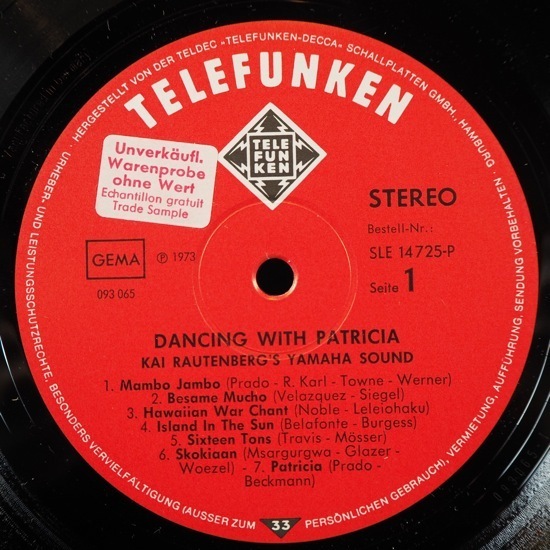 HERGESTELLT VON DER TELDEC »TELEFUNKEN-DECCA« SCHALLPLATTEN GMBH., HAMBURG · URHEBER- UND LEISTUNGSSCHUTZRECHTE, BESONDERS VERVIELFÄLTIGUNG (AUSSER ZUM PERSÖNLICHEN GEBRAUCH), VERMIETUNG, AUFFÜHRUNG, SENDUNG VORBEHALTEN ·
TELEFUNKEN
TELE
FUN
KEN
Unverkäufl.
Warenprobe
ohne Wert
Echantillon gratuit
Trade Sample
STEREO
Bestell-Nr.:
SLE 14725-P
Seite 1
GEMA
Ⓟ 1973
093 065
DANCING WITH PATRICIA
KAI RAUTENBERG'S YAMAHA SOUND
1. Mambo Jambo (Prado - R. Karl - Towne - Werner)
2. Besame Mucho (Velazquez - Siegel)
3. Hawaiian War Chant (Noble - Leleiohaku)
4. Island In The Sun (Belafonte - Burgess)
5. Sixteen Tons (Travis - Mösser)
6. Skokiaan (Msargurgwa - Glazer -
Woezel) - 7. Patricia (Prado -
Beckmann)
33